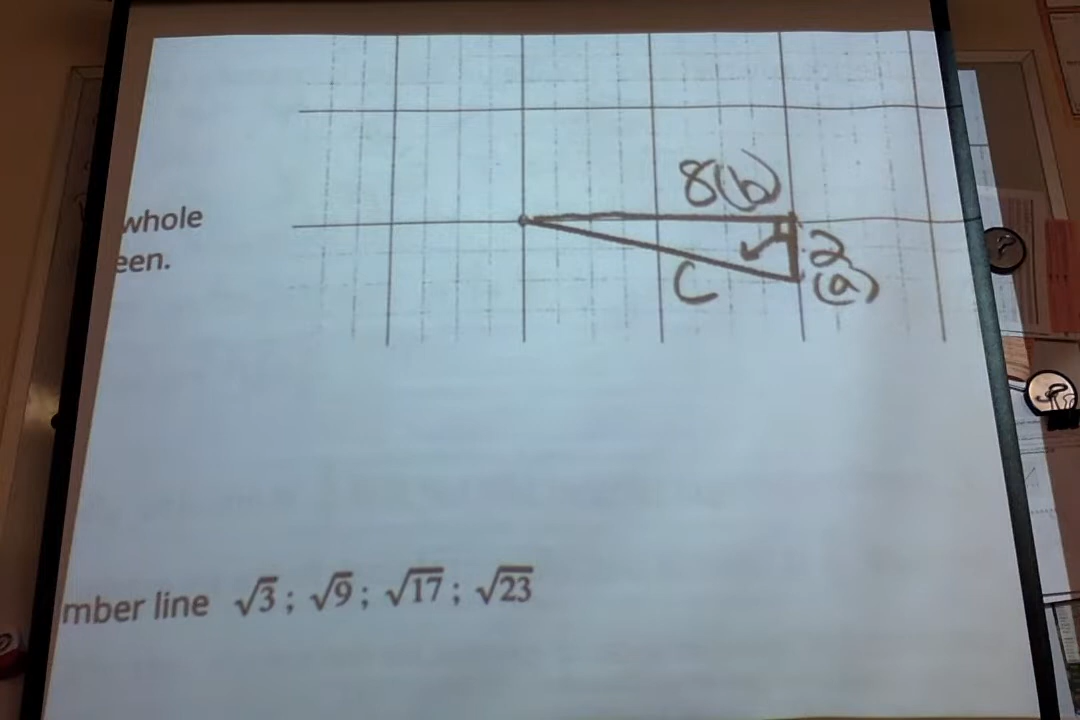 8(b)
whole
2
een.
C
(a)
mber line √3 ; √9 ; √17 ; √23